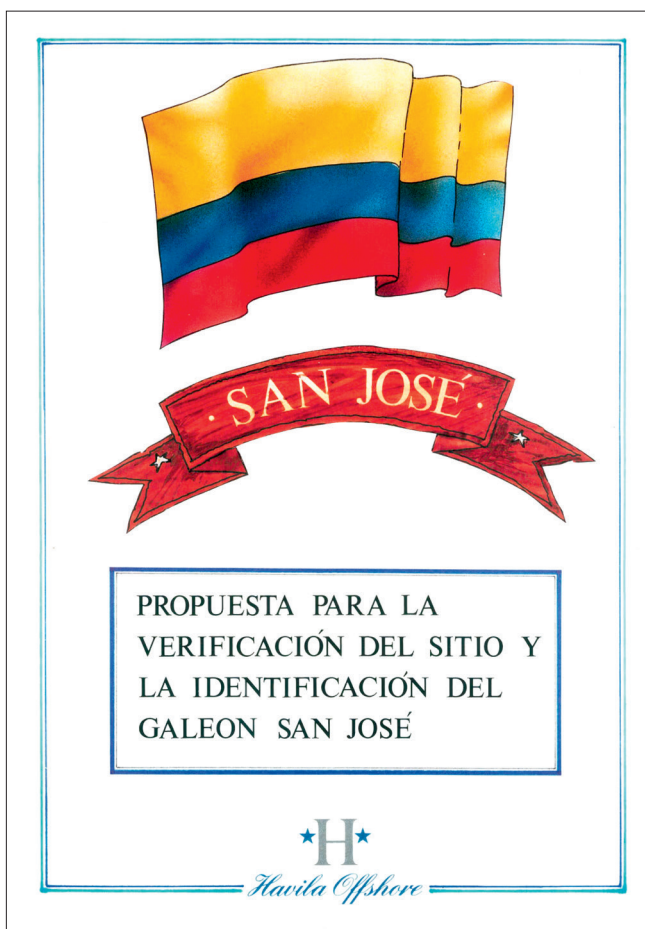 · SAN JOSÉ ·
PROPUESTA PARA LA
VERIFICACIÓN DEL SITIO Y
LA IDENTIFICACIÓN DEL
GALEON SAN JOSÉ
H
Havila Offshore